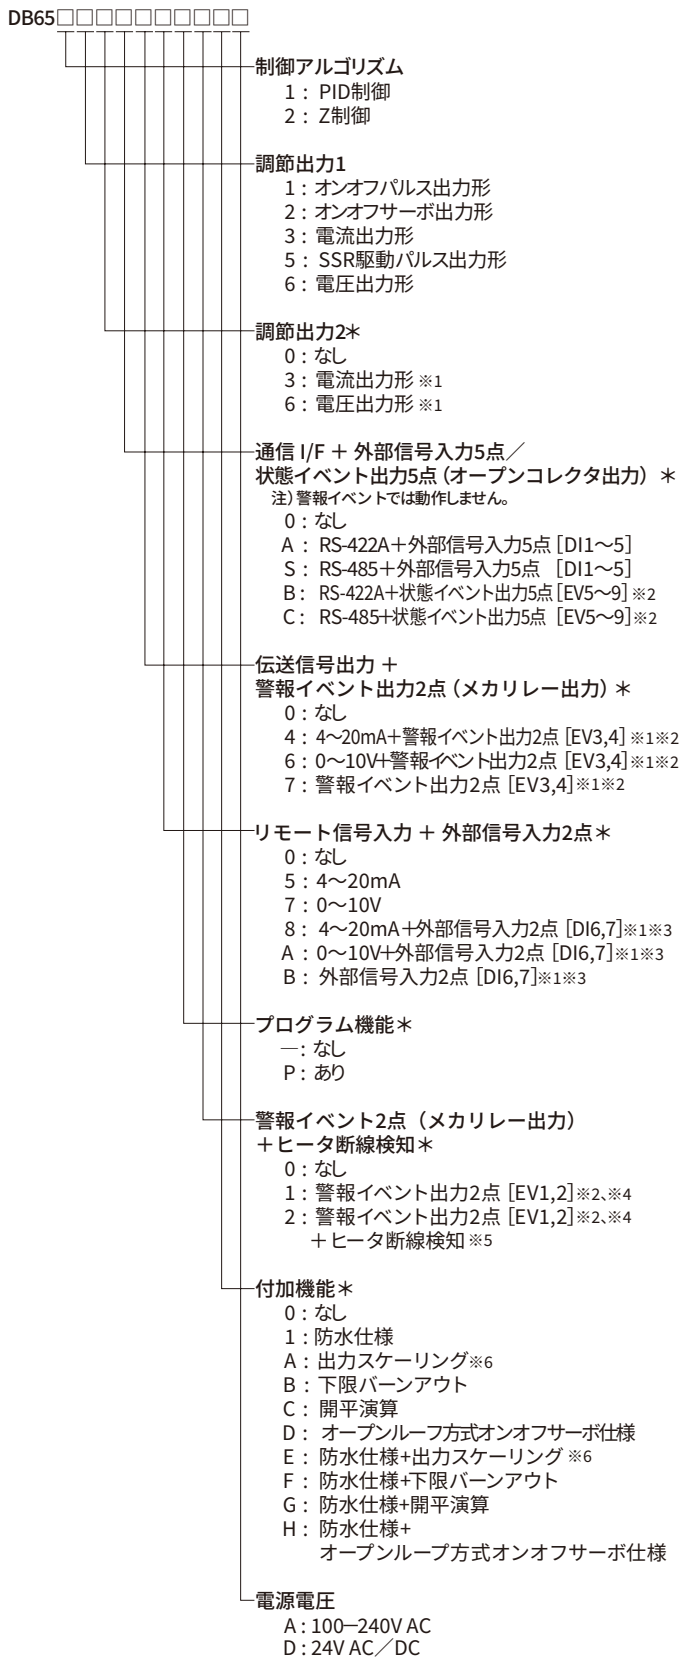 DB65□□□□□□□□□□
制御アルゴリズム
1： PID制御
2： Z制御
調節出力1
1：オンオフパルス出力形
2：オンオフサーボ出力形
3：電流出力形
5： SSR駆動パルス出力形
6：電圧出力形
調節出力2＊
0：なし
3：電流出力形 ※1
6：電圧出力形 ※1
通信 I/F ＋ 外部信号入力5点／
状態イベント出力5点（オープンコレクタ出力）＊
注）警報イベントでは動作しません。
0：なし
A： RS-422A＋外部信号入力5点［DI1〜5］
S： RS-485＋外部信号入力5点 ［DI1〜5］
B： RS-422A＋状態イベント出力5点［EV5〜9］※2
C： RS-485+状態イベント出力5点 ［EV5〜9］※2
伝送信号出力 ＋
警報イベント出力2点（メカリレー出力）＊
0：なし
4：4〜20mA＋警報イベント出力2点［EV3,4］※1※2
6：0〜10V＋警報イベント出力2点［EV3,4］※1※2
7：警報イベント出力2点［EV3,4］※1※2
リモート信号入力 ＋ 外部信号入力2点＊
0：なし
5：4〜20mA
7：0〜10V
8：4〜20mA＋外部信号入力2点［DI6,7］※1※3
A：0〜10V＋外部信号入力2点［DI6,7］※1※3
B： 外部信号入力2点［DI6,7］※1※3
プログラム機能＊
―：なし
P：あり
警報イベント2点（メカリレー出力）
＋ヒータ断線検知＊
0：なし
1：警報イベント出力2点［EV1,2］※2、※4
2：警報イベント出力2点［EV1,2］※2、※4
＋ヒータ断線検知 ※5
付加機能＊
0：なし
1：防水仕様
A：出力スケーリング※6
B：下限バーンアウト
C：開平演算
D： オープンルーフ方式オンオフサーボ仕様
E：防水仕様+出力スケーリング ※6
F：防水仕様+下限バーンアウト
G：防水仕様+開平演算
H：防水仕様+
オープンループ方式オンオフサーボ仕様
電源電圧
A：100―240V AC
D：24V AC／DC